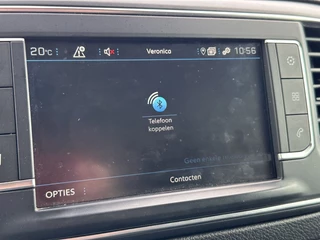 20°C Veronica 10:56
Telefoon
koppelen
Contacten
OPTIES